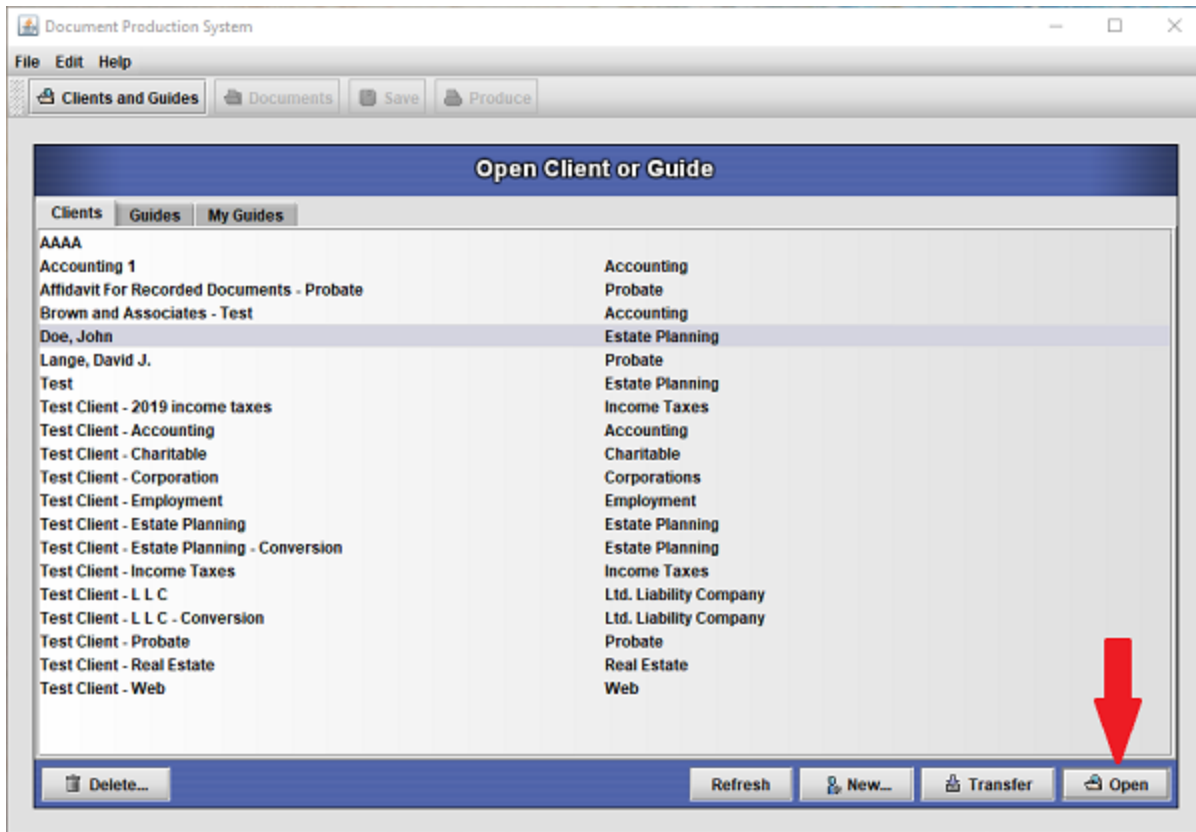 Document Production System
File Edit Help
Clients and Guides Documents Save Produce
Open Client or Guide
Clients Guides My Guides
AAAA
Accounting 1 Accounting
Affidavit For Recorded Documents - Probate Probate
Brown and Associates - Test Accounting
Doe, John Estate Planning
Lange, David J. Probate
Test Estate Planning
Test Client - 2019 income taxes Income Taxes
Test Client - Accounting Accounting
Test Client - Charitable Charitable
Test Client - Corporation Corporations
Test Client - Employment Employment
Test Client - Estate Planning Estate Planning
Test Client - Estate Planning - Conversion Estate Planning
Test Client - Income Taxes Income Taxes
Test Client - L L C Ltd. Liability Company
Test Client - L L C - Conversion Ltd. Liability Company
Test Client - Probate Probate
Test Client - Real Estate Real Estate
Test Client - Web Web
Delete... Refresh New... Transfer Open